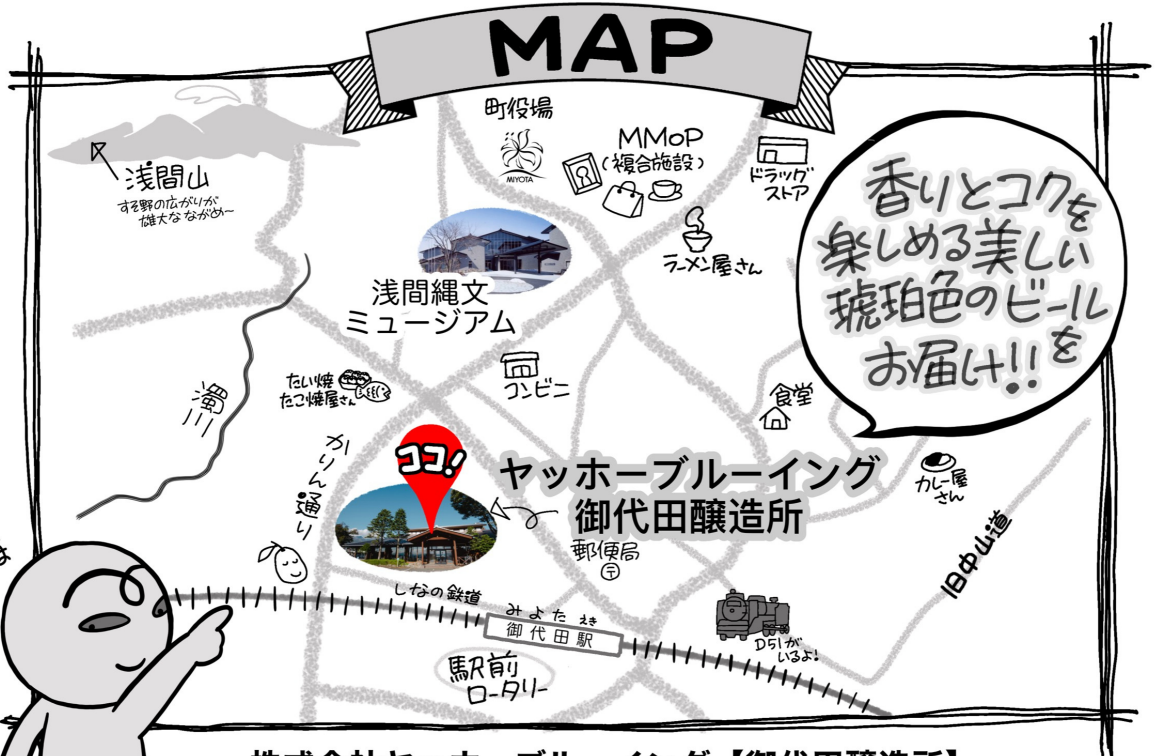 MAP
町役場
MIYOTA
MMoP
(複合施設)
ドラッグ
ストア
浅間山
すそ野の広がりが
雄大なながめ〜
ラーメン屋さん
香りとコクを
楽しめる美しい
琥珀色のビールを
お届け!!
浅間縄文
ミュージアム
コンビニ
たい焼
たこ焼屋さん
濁川
食堂
かりん通り
ココ!
ヤッホーブルーイング
御代田醸造所
カレー屋
さん
郵便局
〒
旧中山道
しなの鉄道
みよたえき
御代田駅
D51が
いるよ!
駅前
ロータリー